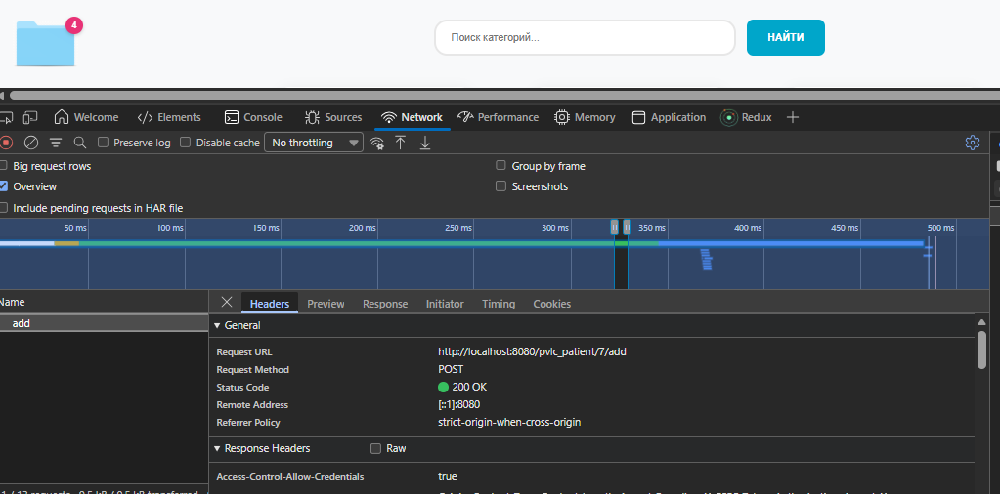 4
Поиск категорий...
НАЙТИ
Welcome
Elements
Console
Sources
Network
Performance
Memory
Application
Redux
Preserve log
Disable cache
No throttling
Big request rows
Group by frame
Overview
Screenshots
Include pending requests in HAR file
50 ms
100 ms
150 ms
200 ms
250 ms
300 ms
350 ms
400 ms
450 ms
500 ms
Name
Headers
Preview
Response
Initiator
Timing
Cookies
add
General
Request URL
http://localhost:8080/pvlc_patient/7/add
Request Method
POST
Status Code
200 OK
Remote Address
[::1]:8080
Referrer Policy
strict-origin-when-cross-origin
Response Headers
Raw
Access-Control-Allow-Credentials
true